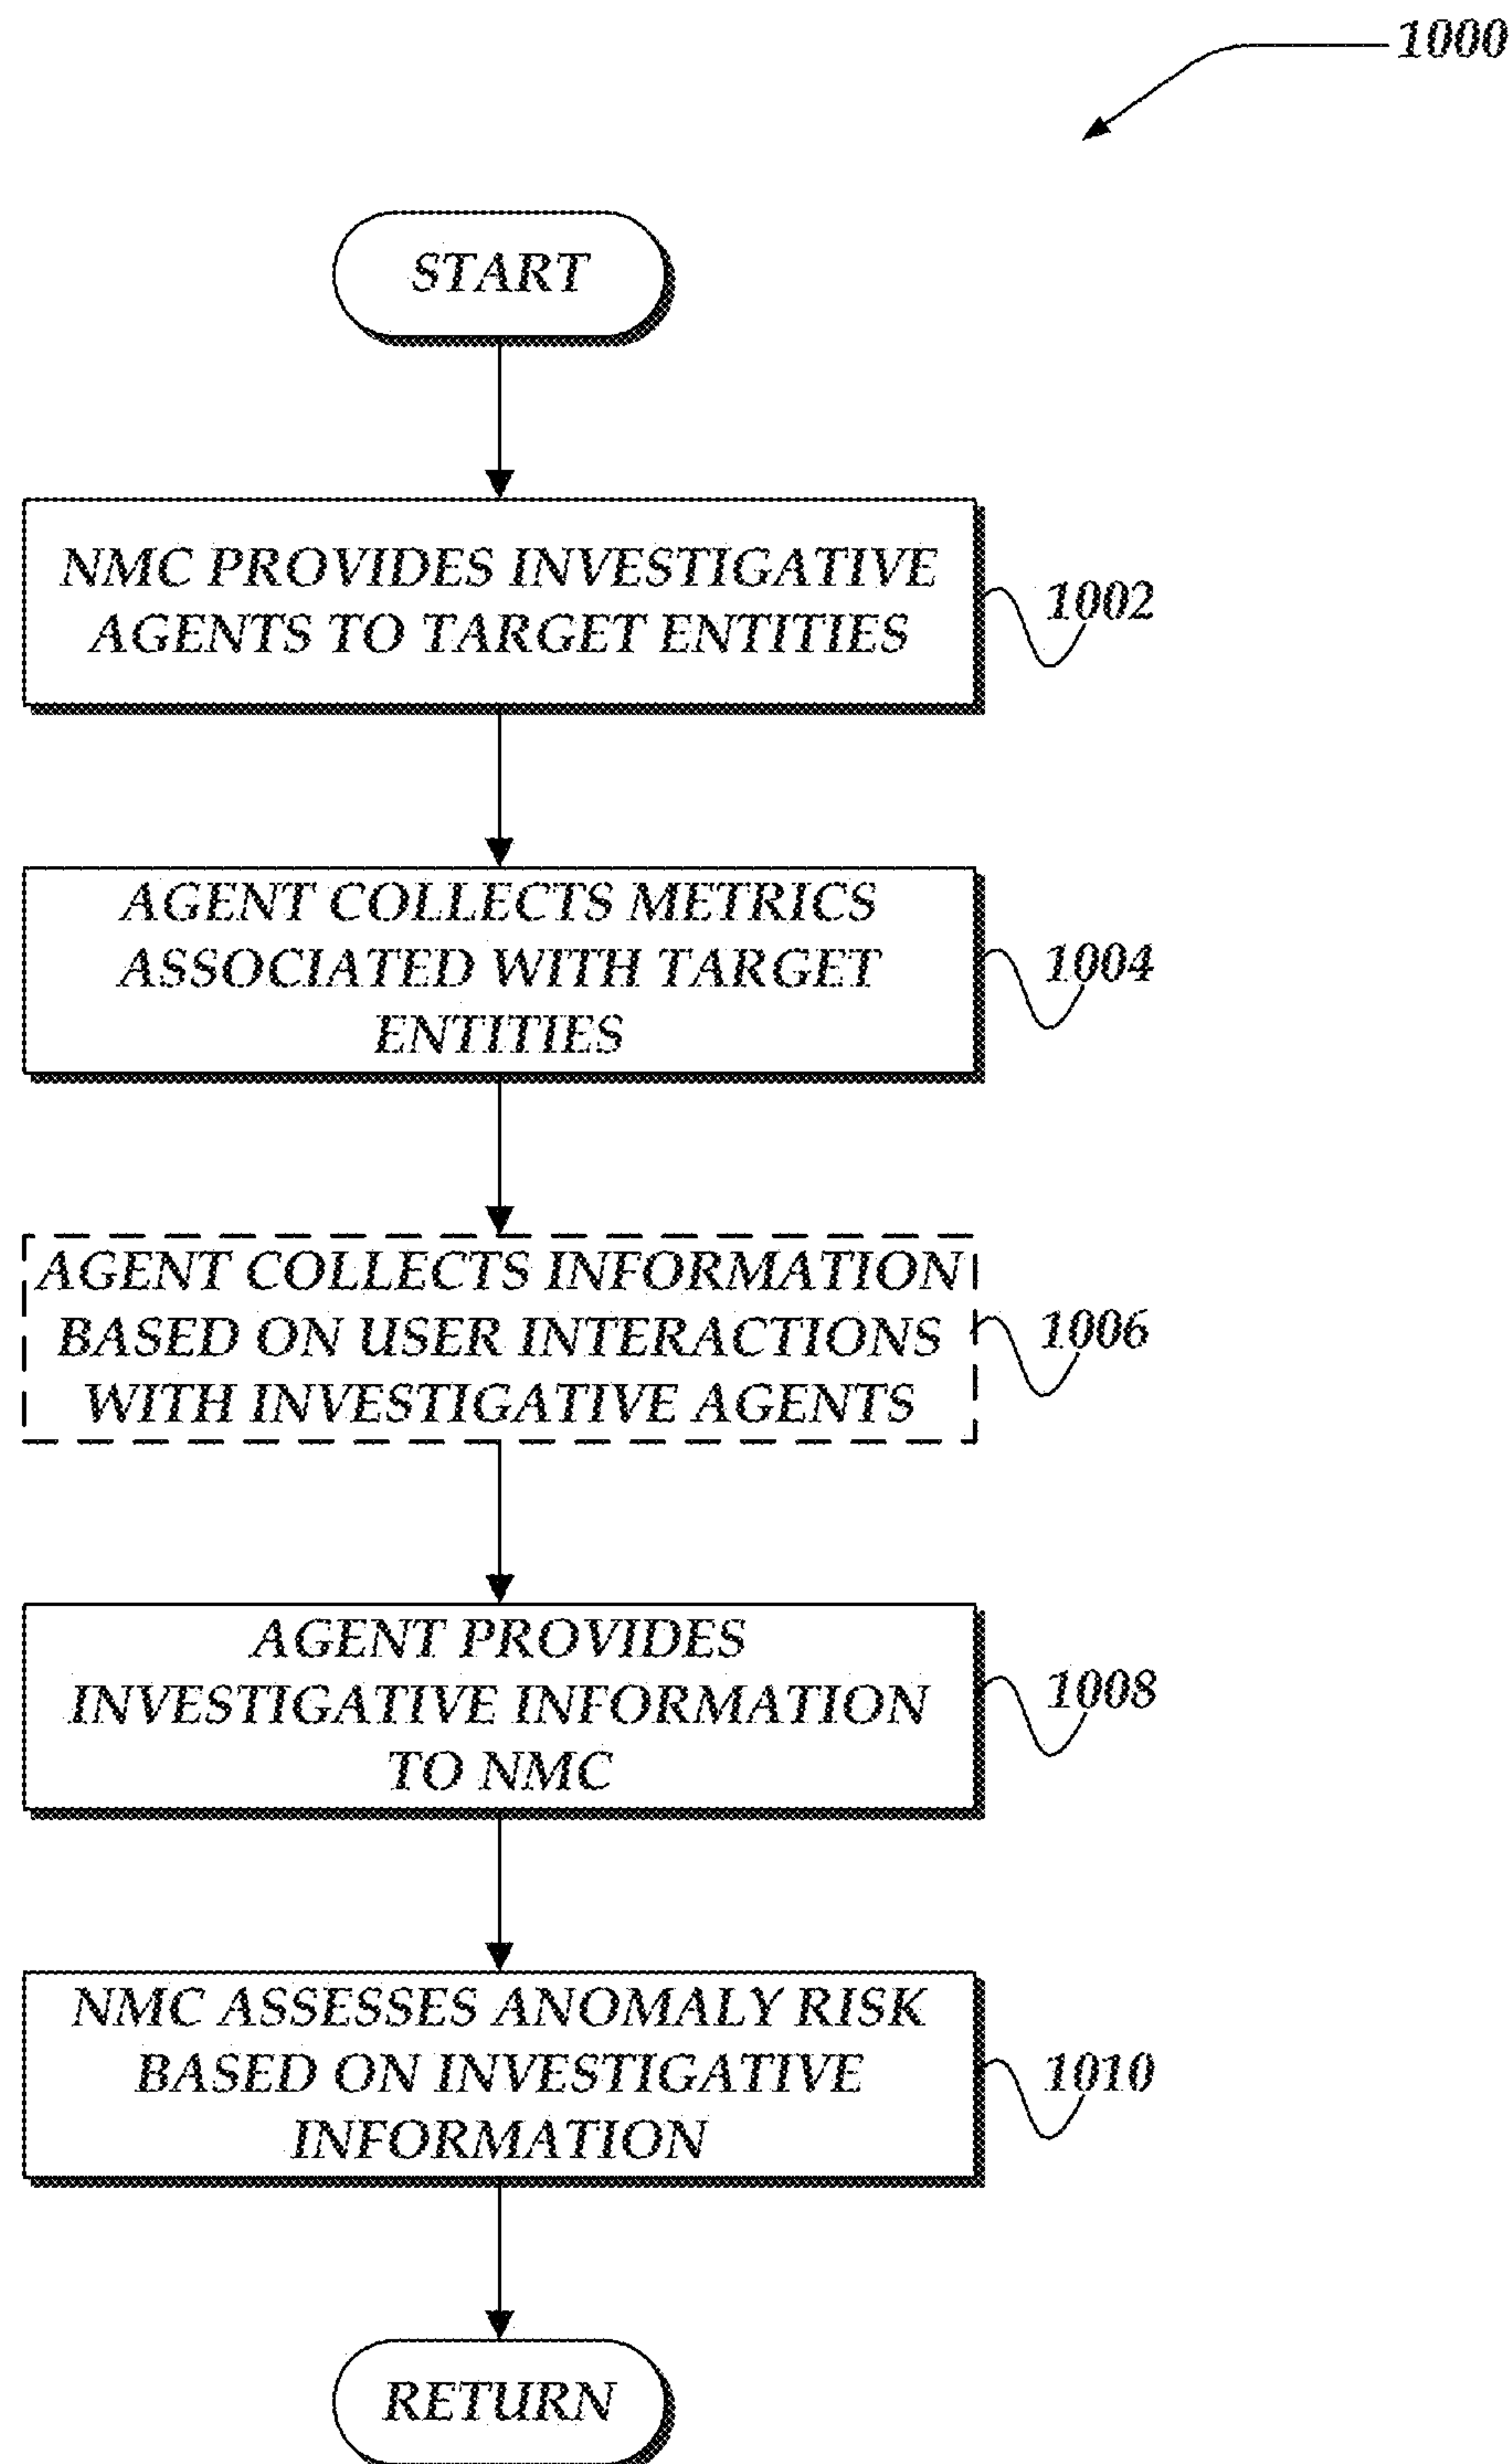 1000
START
NMC PROVIDES INVESTIGATIVE
AGENTS TO TARGET ENTITIES
1002
AGENT COLLECTS METRICS
ASSOCIATED WITH TARGET
ENTITIES
1004
AGENT COLLECTS INFORMATION
BASED ON USER INTERACTIONS
WITH INVESTIGATIVE AGENTS
1006
AGENT PROVIDES
INVESTIGATIVE INFORMATION
TO NMC
1008
NMC ASSESSES ANOMALY RISK
BASED ON INVESTIGATIVE
INFORMATION
1010
RETURN